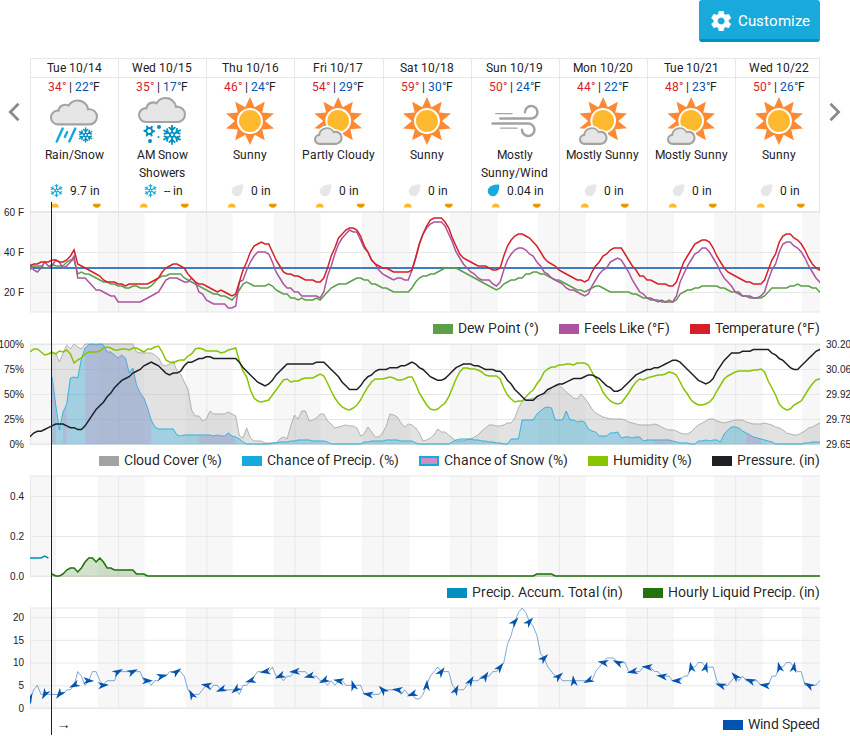 Customize
Tue 10/14 Wed 10/15 Thu 10/16 Fri 10/17 Sat 10/18 Sun 10/19 Mon 10/20 Tue 10/21 Wed 10/22
34° | 22°F 35° | 17°F 46° | 24°F 54° | 29°F 59° | 30°F 50° | 24°F 44° | 22°F 48° | 23°F 50° | 26°F
Rain/Snow AM Snow Showers Sunny Partly Cloudy Sunny Mostly Sunny/Wind Mostly Sunny Mostly Sunny Sunny
9.7 in -- in 0 in 0 in 0 in 0.04 in 0 in 0 in 0 in
60 F
40 F
20 F
Dew Point (°) Feels Like (°F) Temperature (°F)
100% 30.20
75% 30.06
50% 29.92
25% 29.79
0% 29.65
Cloud Cover (%) Chance of Precip. (%) Chance of Snow (%) Humidity (%) Pressure. (in)
0.4
0.2
0.0
Precip. Accum. Total (in) Hourly Liquid Precip. (in)
20
15
10
5
0
→ Wind Speed